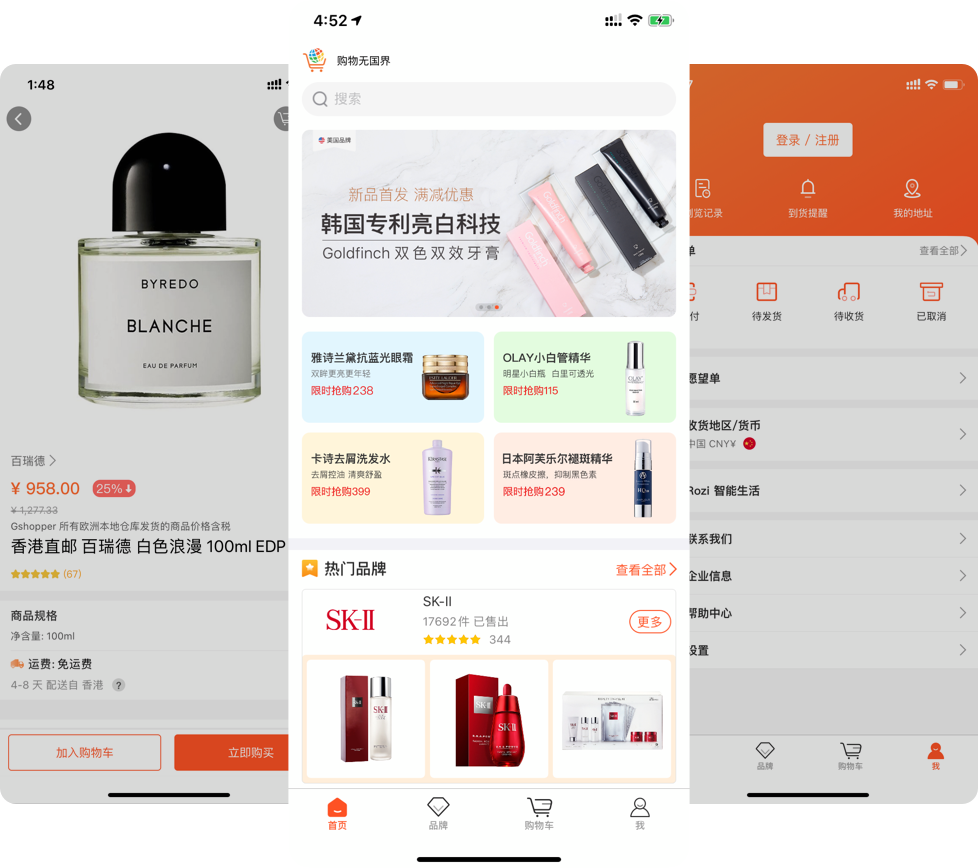 1:48
BYREDO
BLANCHE
EAU DE PARFUM
百瑞德
¥ 958.00
25%
¥ 1,277.33
Gshopper 所有欧洲本地仓库发货的商品价格含税
香港直邮 百瑞德 白色浪漫 100ml EDP
(67)
商品规格
净含量: 100ml
运费: 免运费
4-8 天 配送自 香港 ?
加入购物车
立即购买
4:52
购物无国界
搜索
美国品牌
新品首发 满减优惠
韩国专利亮白科技
Goldfinch 双色双效牙膏
雅诗兰黛抗蓝光眼霜
双眸更亮更年轻
限时抢购238
OLAY小白管精华
明星小白瓶 白里可透光
限时抢购115
OLAY
卡诗去屑洗发水
去屑控油 清爽舒盈
限时抢购399
日本阿芙乐尔褪斑精华
斑点橡皮擦，抑制黑色素
限时抢购239
热门品牌
查看全部
SK-II
SK-II
17692件 已售出
344
更多
SK-II
SK-II
SK-II
首页
品牌
购物车
我
登录 / 注册
览记录
到货提醒
我的地址
单
查看全部
付
待发货
待收货
已取消
愿望单
收货地区/货币
中国 CNY¥
Rozi 智能生活
联系我们
企业信息
帮助中心
设置
品牌
购物车
我